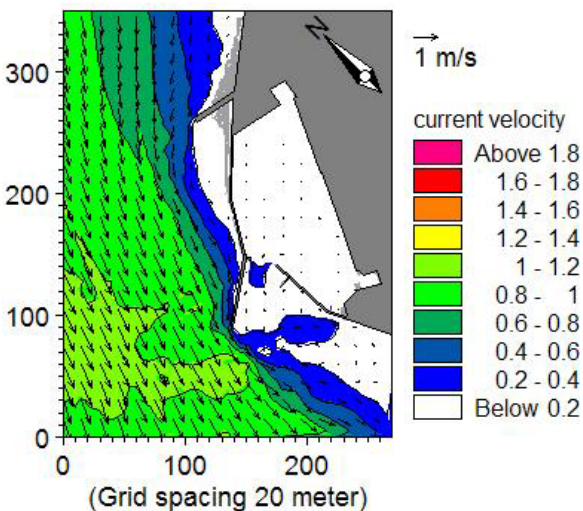 N
1 m/s
current velocity
Above 1.8
1.6 - 1.8
1.4 - 1.6
1.2 - 1.4
1 - 1.2
0.8 - 1
0.6 - 0.8
0.4 - 0.6
0.2 - 0.4
Below 0.2
300
200
100
0
0 100 200
(Grid spacing 20 meter)